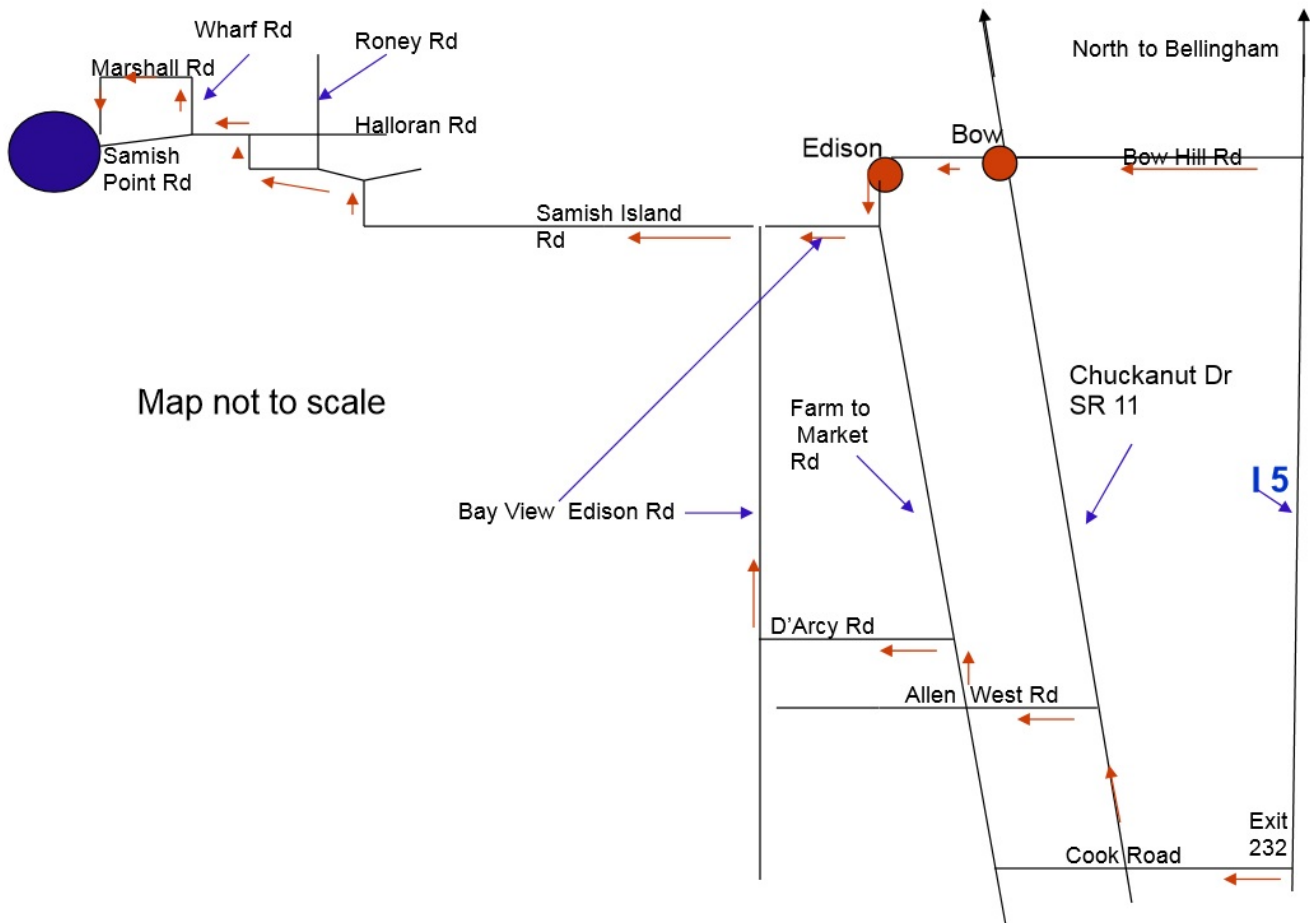 Wharf Rd
Roney Rd
North to Bellingham
Marshall Rd
Halloran Rd
Edison
Bow
Bow Hill Rd
Samish
Point Rd
Samish Island
Rd
Map not to scale
Chuckanut Dr
SR 11
Farm to
Market
Rd
I 5
Bay View Edison Rd
D'Arcy Rd
Allen West Rd
Exit
232
Cook Road